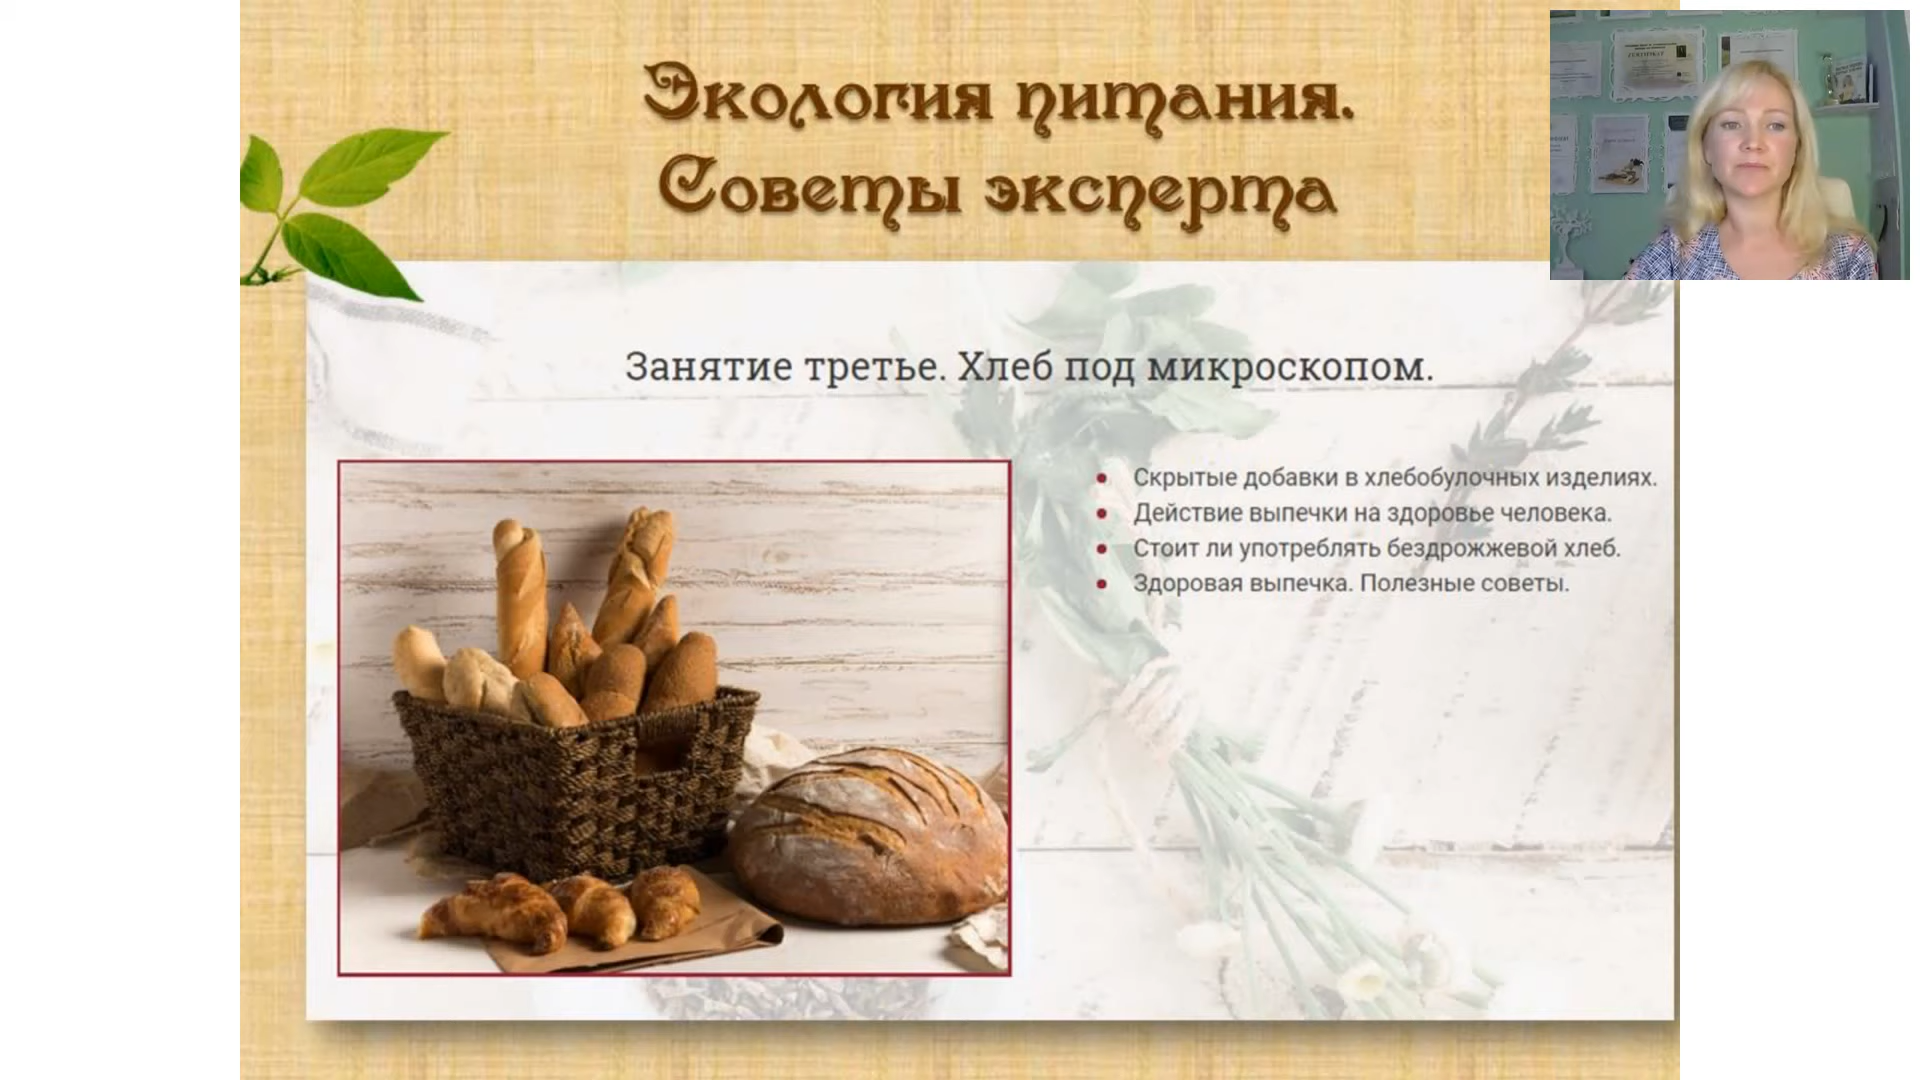 Экология питания.
Советы эксперта
СЕРТИФИКАТ
Занятие третье. Хлеб под микроскопом.
Скрытые добавки в хлебобулочных изделиях.
Действие выпечки на здоровье человека.
Стоит ли употреблять бездрожжевой хлеб.
Здоровая выпечка. Полезные советы.